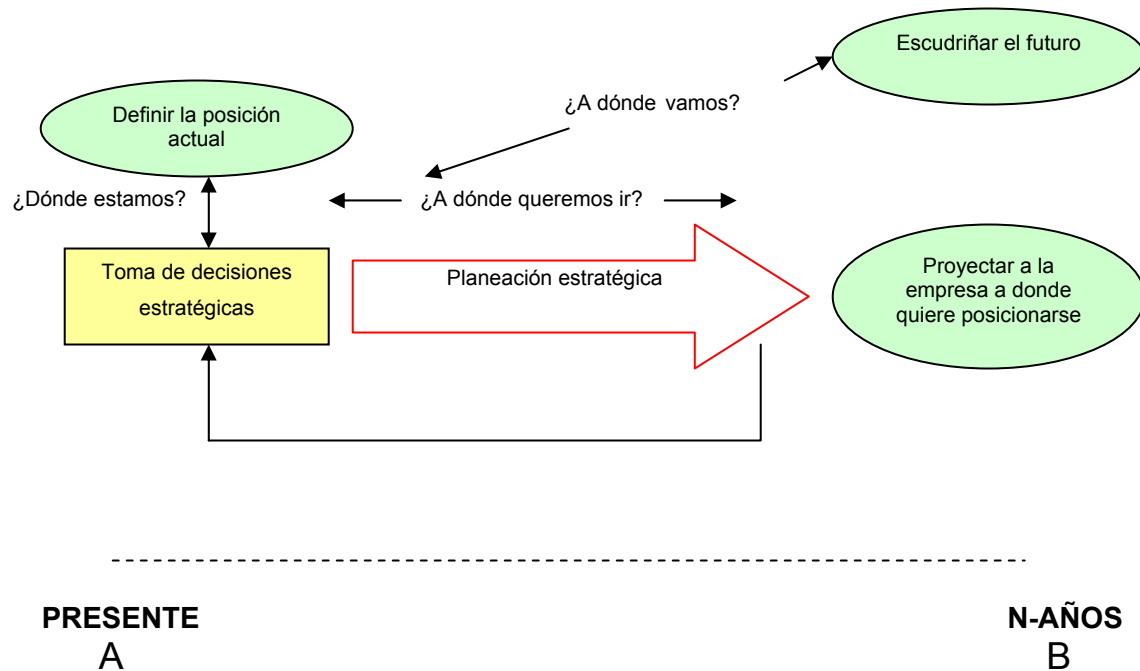 Escudriñar el futuro
¿A dónde vamos?
Definir la posición
actual
¿Dónde estamos?
¿A dónde queremos ir?
Toma de decisiones
estratégicas
Planeación estratégica
Proyectar a la
empresa a donde
quiere posicionarse
PRESENTE
A
N-AÑOS
B